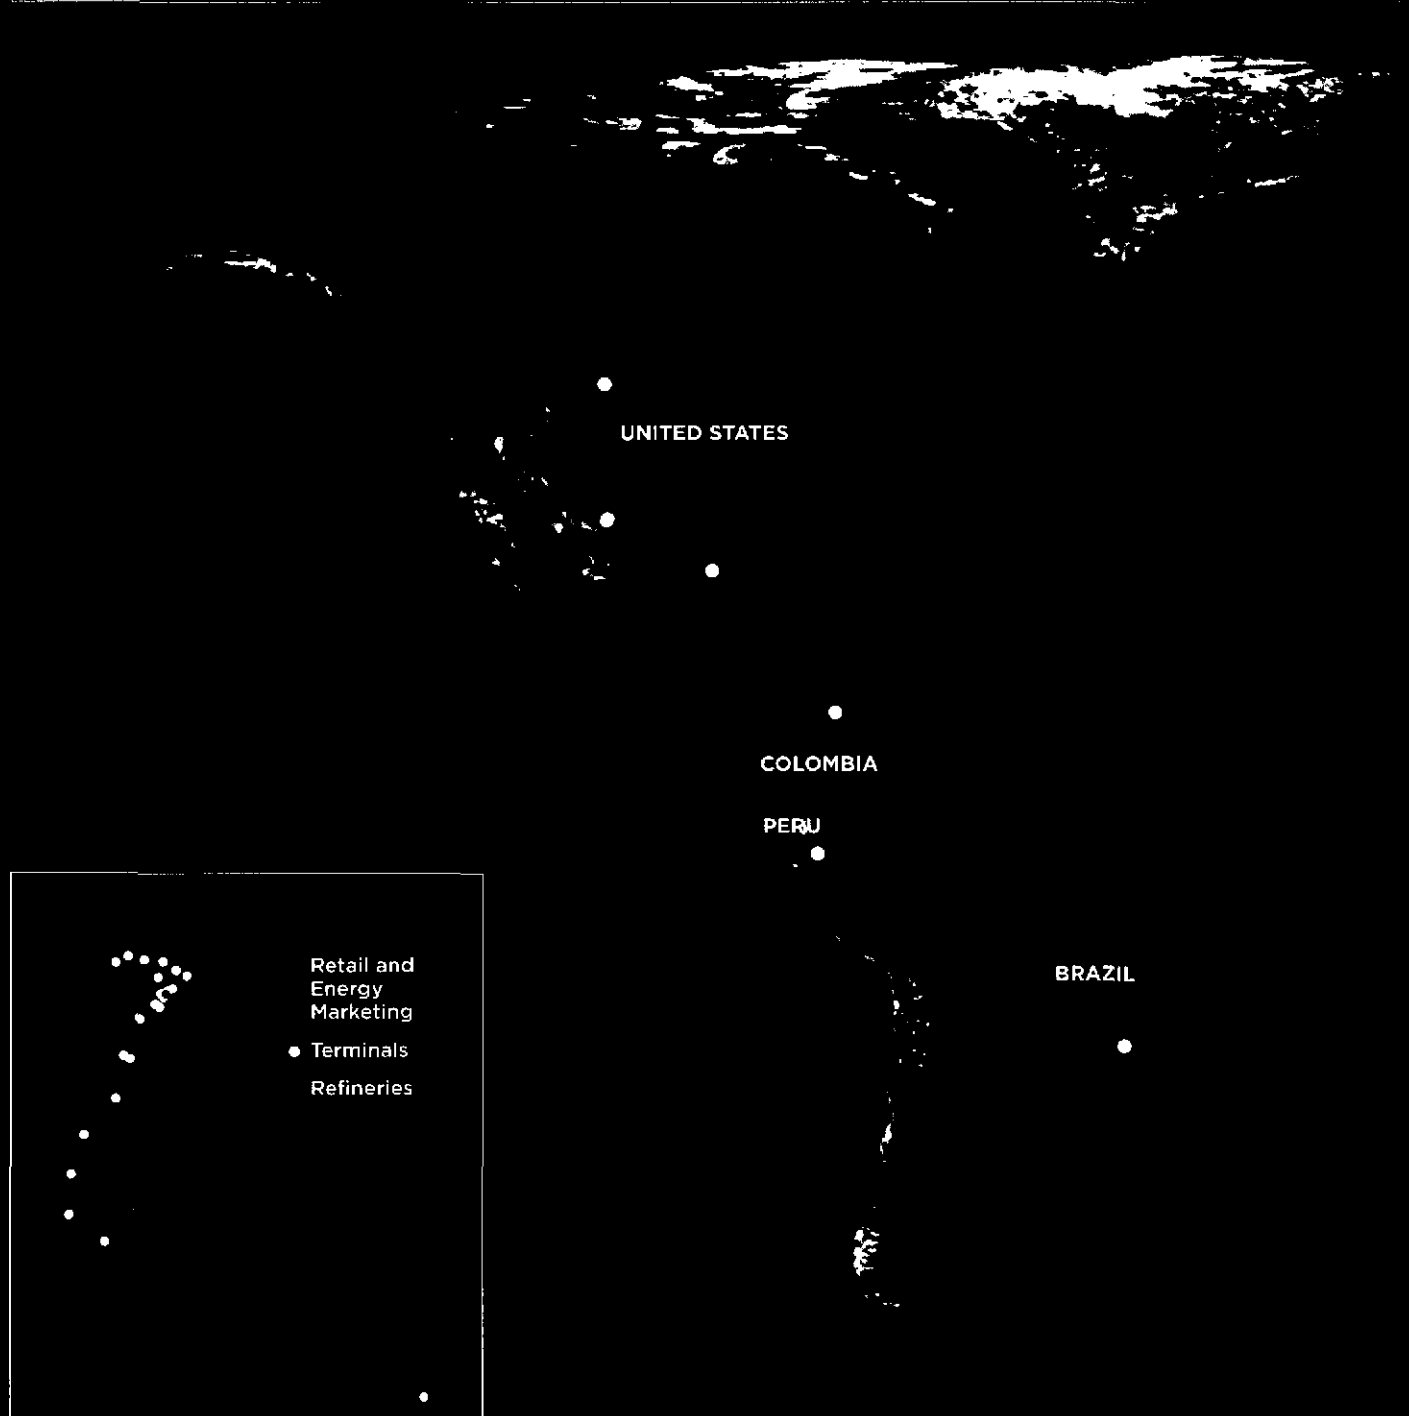 UNITED STATES
COLOMBIA
PERU
BRAZIL
Retail and
Energy
Marketing
Terminals
Refineries